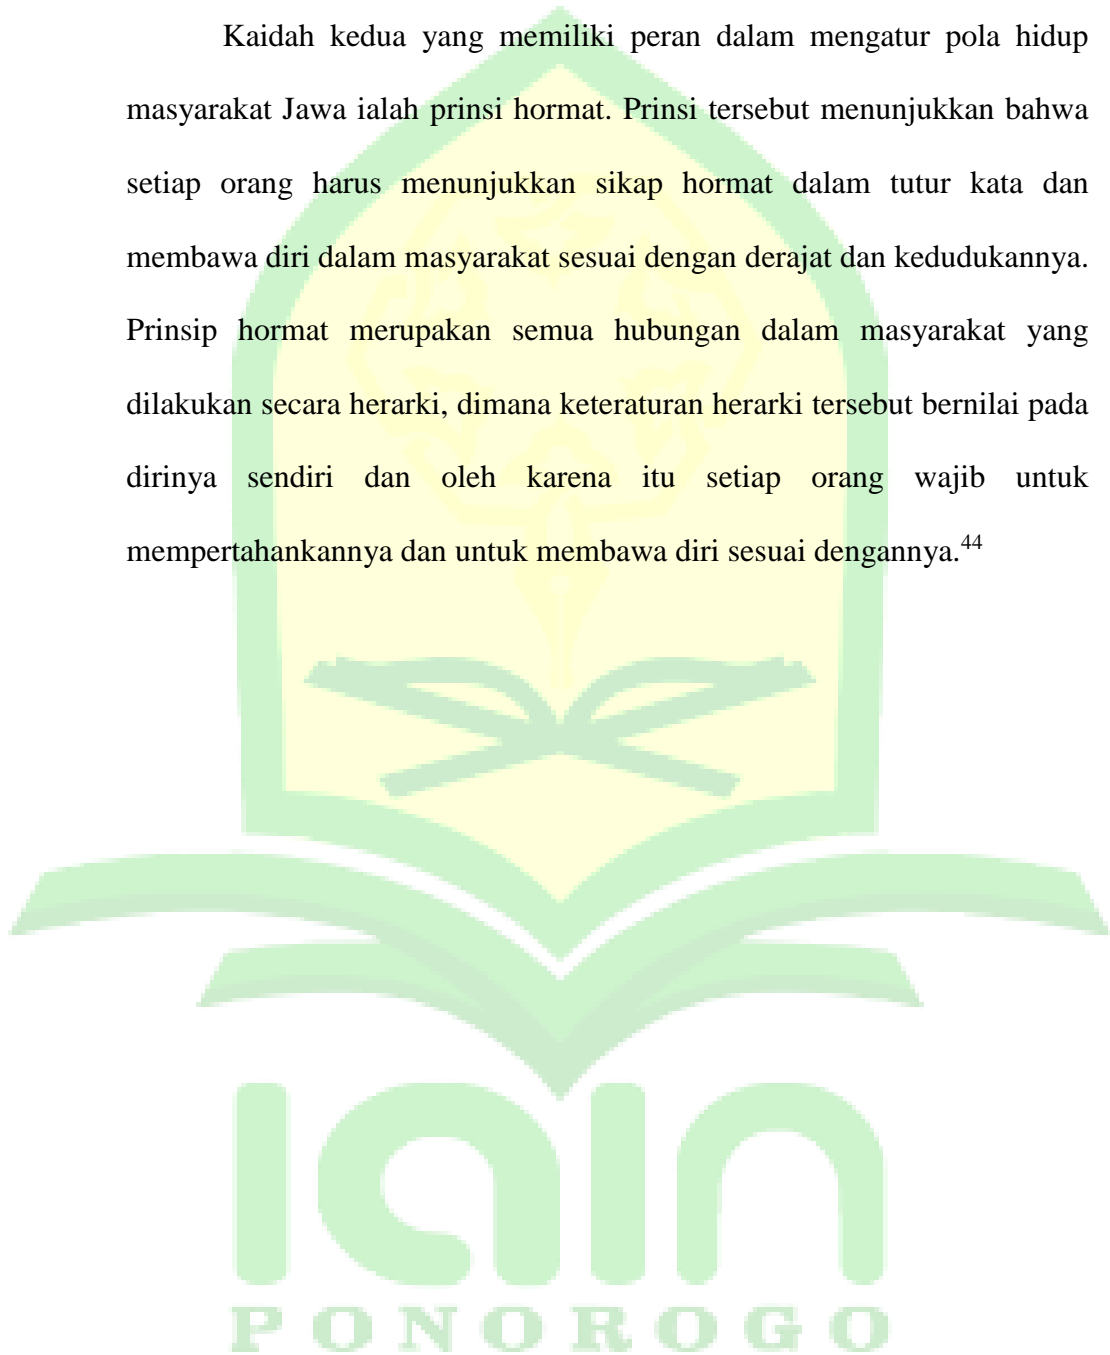 Kaidah kedua yang memiliki peran dalam mengatur pola hidup
masyarakat Jawa ialah prinsi hormat. Prinsi tersebut menunjukkan bahwa
setiap orang harus menunjukkan sikap hormat dalam tutur kata dan
membawa diri dalam masyarakat sesuai dengan derajat dan kedudukannya.
Prinsip hormat merupakan semua hubungan dalam masyarakat yang
dilakukan secara herarki, dimana keteraturan herarki tersebut bernilai pada
dirinya sendiri dan oleh karena itu setiap orang wajib untuk
mempertahankannya dan untuk membawa diri sesuai dengannya.44
iain
PONOROGO